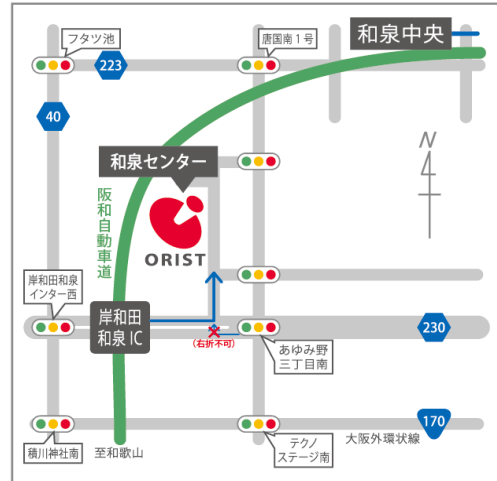 フタツ池
唐国南1号
和泉中央
223
40
N
和泉センター
阪和自動車道
ORIST
岸和田和泉
インター西
岸和田
和泉IC
(右折不可)
230
あゆみ野
三丁目南
170
積川神社南
至和歌山
テクノ
ステージ南
大阪外環状線